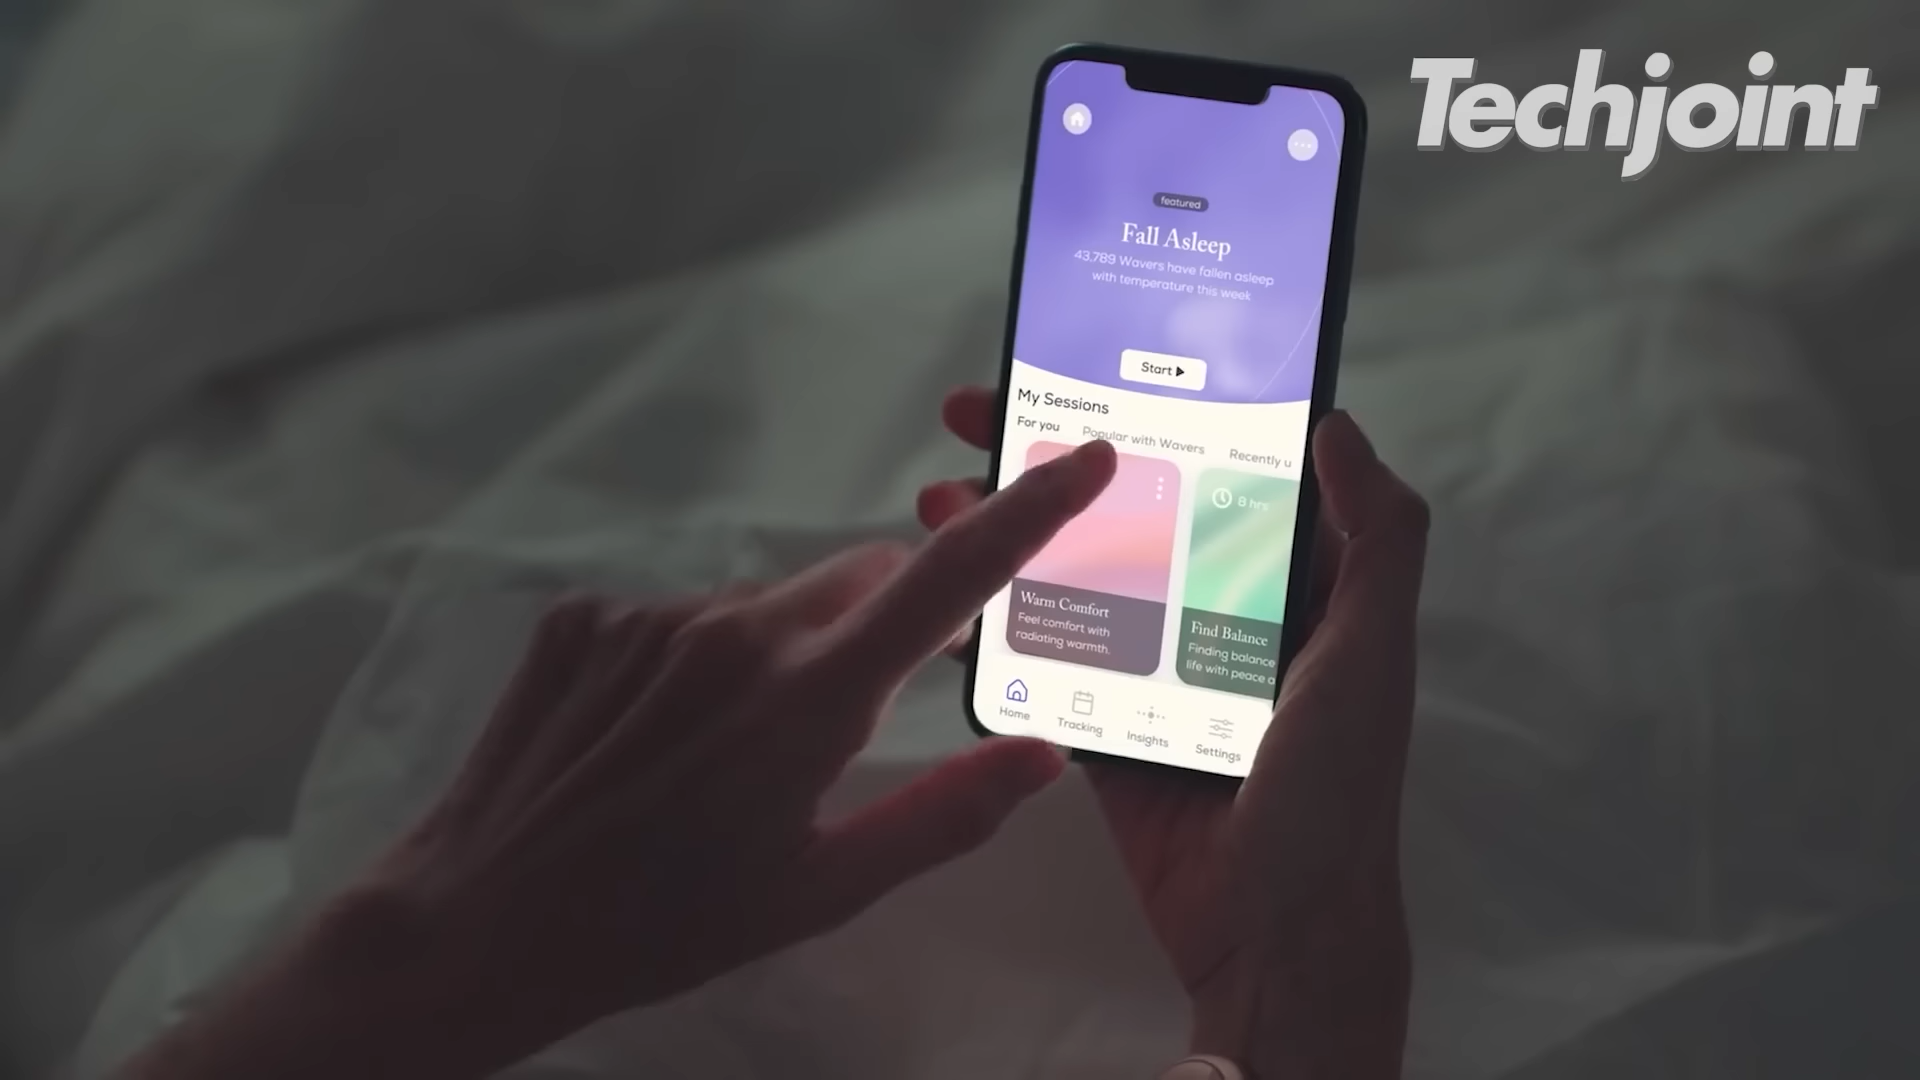 Techjoint
featured
Fall Asleep
43,789 Wavers have fallen asleep
with temperature this week
Start
My Sessions
For you
Popular with Wavers
Recently u
8 hrs
Warm Comfort
Feel comfort with
radiating warmth.
Find Balance
Finding balance
life with peace a
Home
Tracking
Insights
Settings